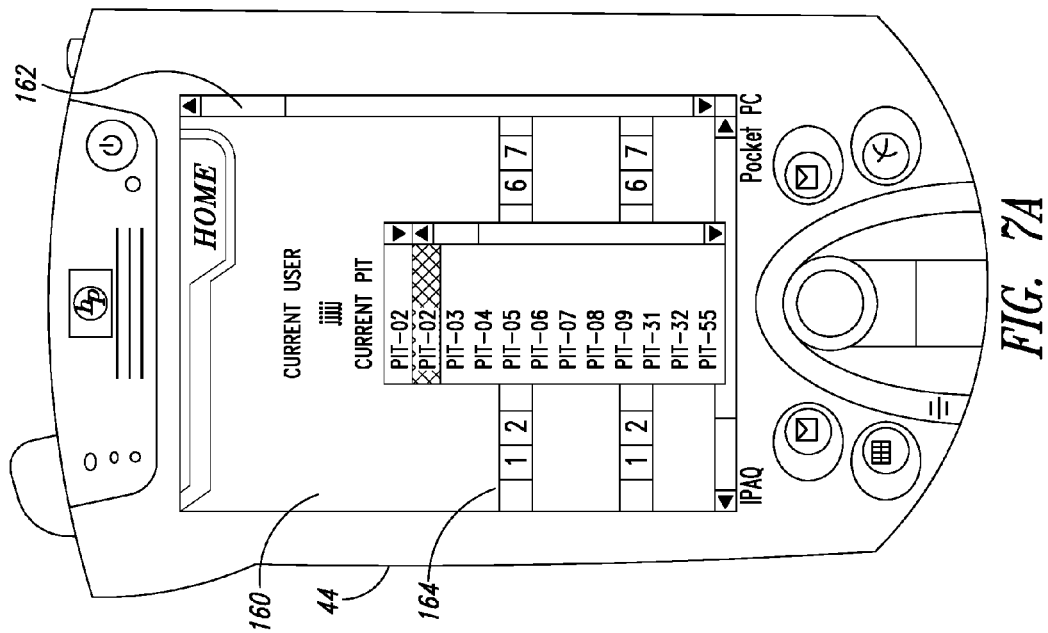 162
hp
HOME
CURRENT USER
jjjjjj
CURRENT PIT
PIT-02
PIT-02
PIT-03
PIT-04
PIT-05
PIT-06
PIT-07
PIT-08
PIT-09
PIT-31
PIT-32
PIT-55
1 2 6 7
1 2 6 7
IPAQ Pocket PC
160
44
164
FIG. 7A